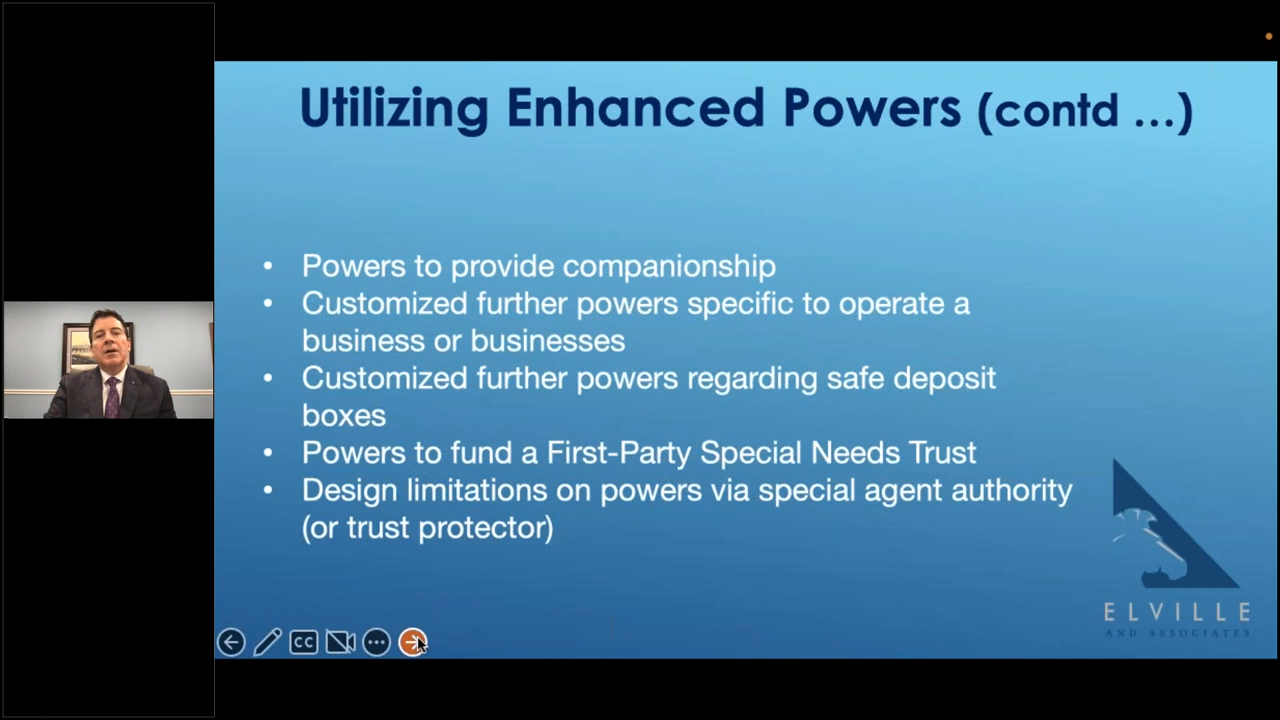 Utilizing Enhanced Powers (contd ...)
• Powers to provide companionship
• Customized further powers specific to operate a
business or businesses
• Customized further powers regarding safe deposit
boxes
• Powers to fund a First-Party Special Needs Trust
• Design limitations on powers via special agent authority
(or trust protector)
ELVILLE
AND ASSOCIATES
CC